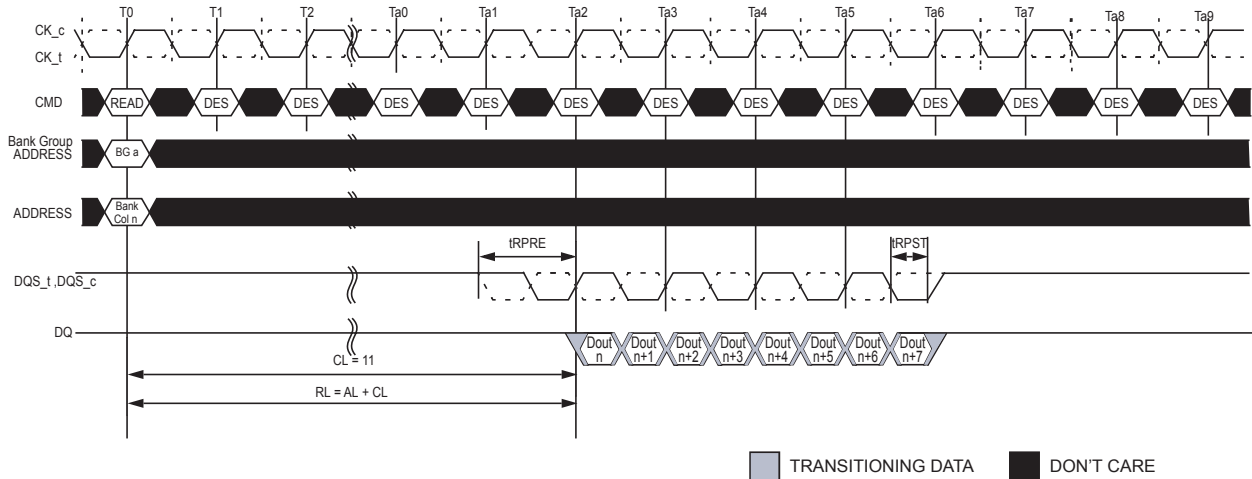 T0 T1 T2 Ta0 Ta1 Ta2 Ta3 Ta4 Ta5 Ta6 Ta7 Ta8 Ta9
CK_c
CK_t
CMD READ DES DES DES DES DES DES DES DES DES DES DES DES
Bank Group
ADDRESS BG a
ADDRESS Bank
Col n
tRPRE tRPST
DQS_t ,DQS_c
DQ Dout Dout Dout Dout Dout Dout Dout Dout
n n+1 n+2 n+3 n+4 n+5 n+6 n+7
CL = 11
RL = AL + CL
TRANSITIONING DATA DON'T CARE